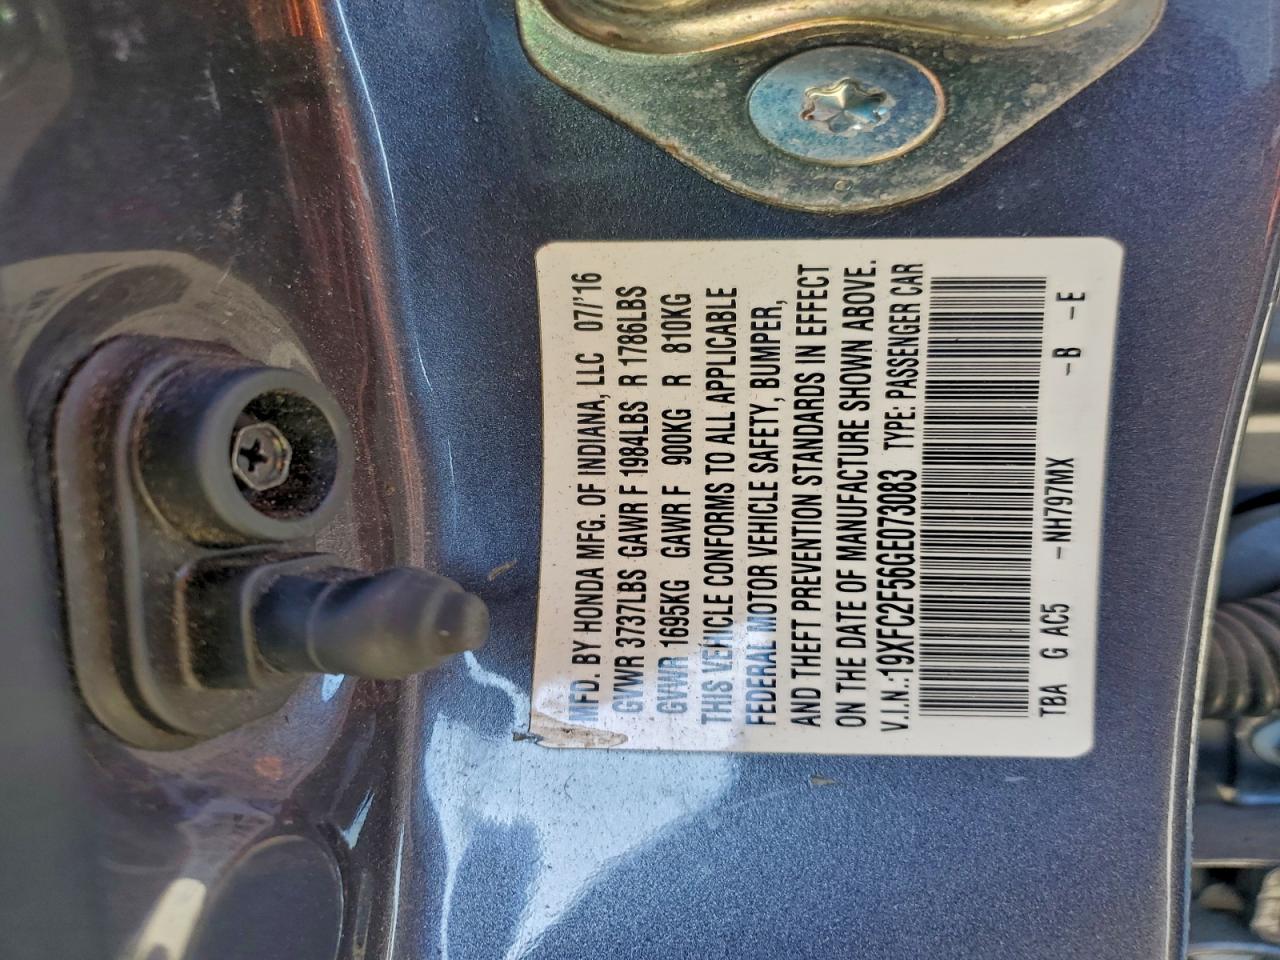 MFD. BY HONDA MFG. OF INDIANA, LLC 07/'16
GVWR 3737LBS GAWR F 1984LBS R 1786LBS
GVWR 1695KG GAWR F 900KG R 810KG
THIS VEHICLE CONFORMS TO ALL APPLICABLE
FEDERAL MOTOR VEHICLE SAFETY, BUMPER,
AND THEFT PREVENTION STANDARDS IN EFFECT
ON THE DATE OF MANUFACTURE SHOWN ABOVE.
V.I.N.:19XFC2F56GE073083 TYPE: PASSENGER CAR
TBA G AC5 -NH797MX -B -E